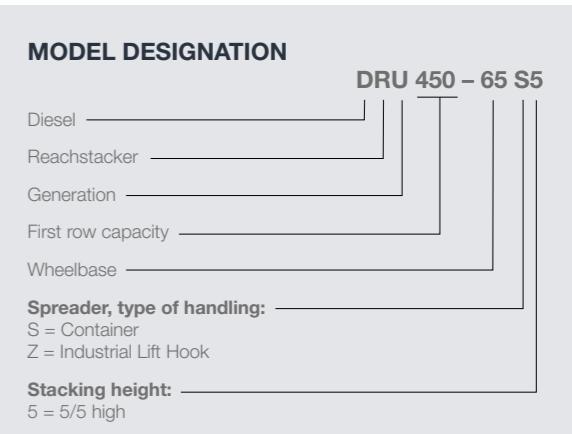 MODEL DESIGNATION
DRU 450 – 65 S5
Diesel
Reachstacker
Generation
First row capacity
Wheelbase
Spreader, type of handling:
S = Container
Z = Industrial Lift Hook
Stacking height:
5 = 5/5 high